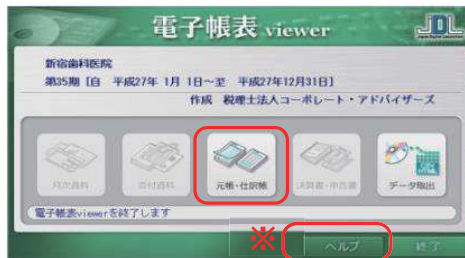 電子帳表 viewer
JDL
新宿歯科医院
第35期 [自 平成27年 1月 1日~至 平成27年12月31日]
作成 税理士法人コーポレート・アドバイザーズ
月次資料 添付資料 元帳・仕訳帳 決算書・申告書 データ取出
電子帳表viewerを終了します
※ ヘルプ 終了